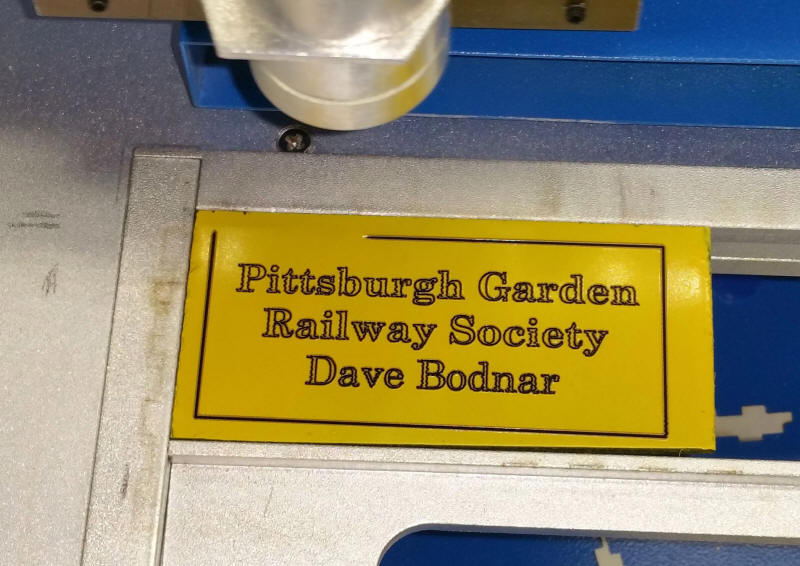 Pittsburgh Garden
Railway Society
Dave Bodnar